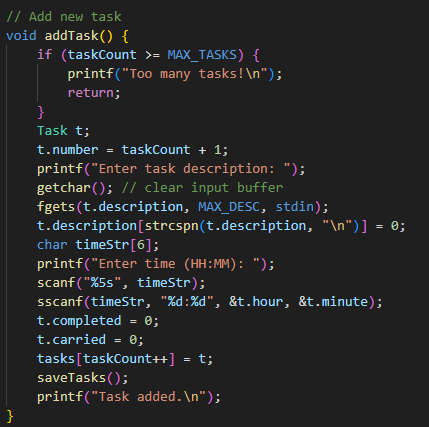 // Add new task
void addTask() {
    if (taskCount >= MAX_TASKS) {
        printf("Too many tasks!\n");
        return;
    }
    Task t;
    t.number = taskCount + 1;
    printf("Enter task description: ");
    getchar(); // clear input buffer
    fgets(t.description, MAX_DESC, stdin);
    t.description[strcspn(t.description, "\n")] = 0;
    char timeStr[6];
    printf("Enter time (HH:MM): ");
    scanf("%5s", timeStr);
    sscanf(timeStr, "%d:%d", &t.hour, &t.minute);
    t.completed = 0;
    t.carried = 0;
    tasks[taskCount++] = t;
    saveTasks();
    printf("Task added.\n");
}